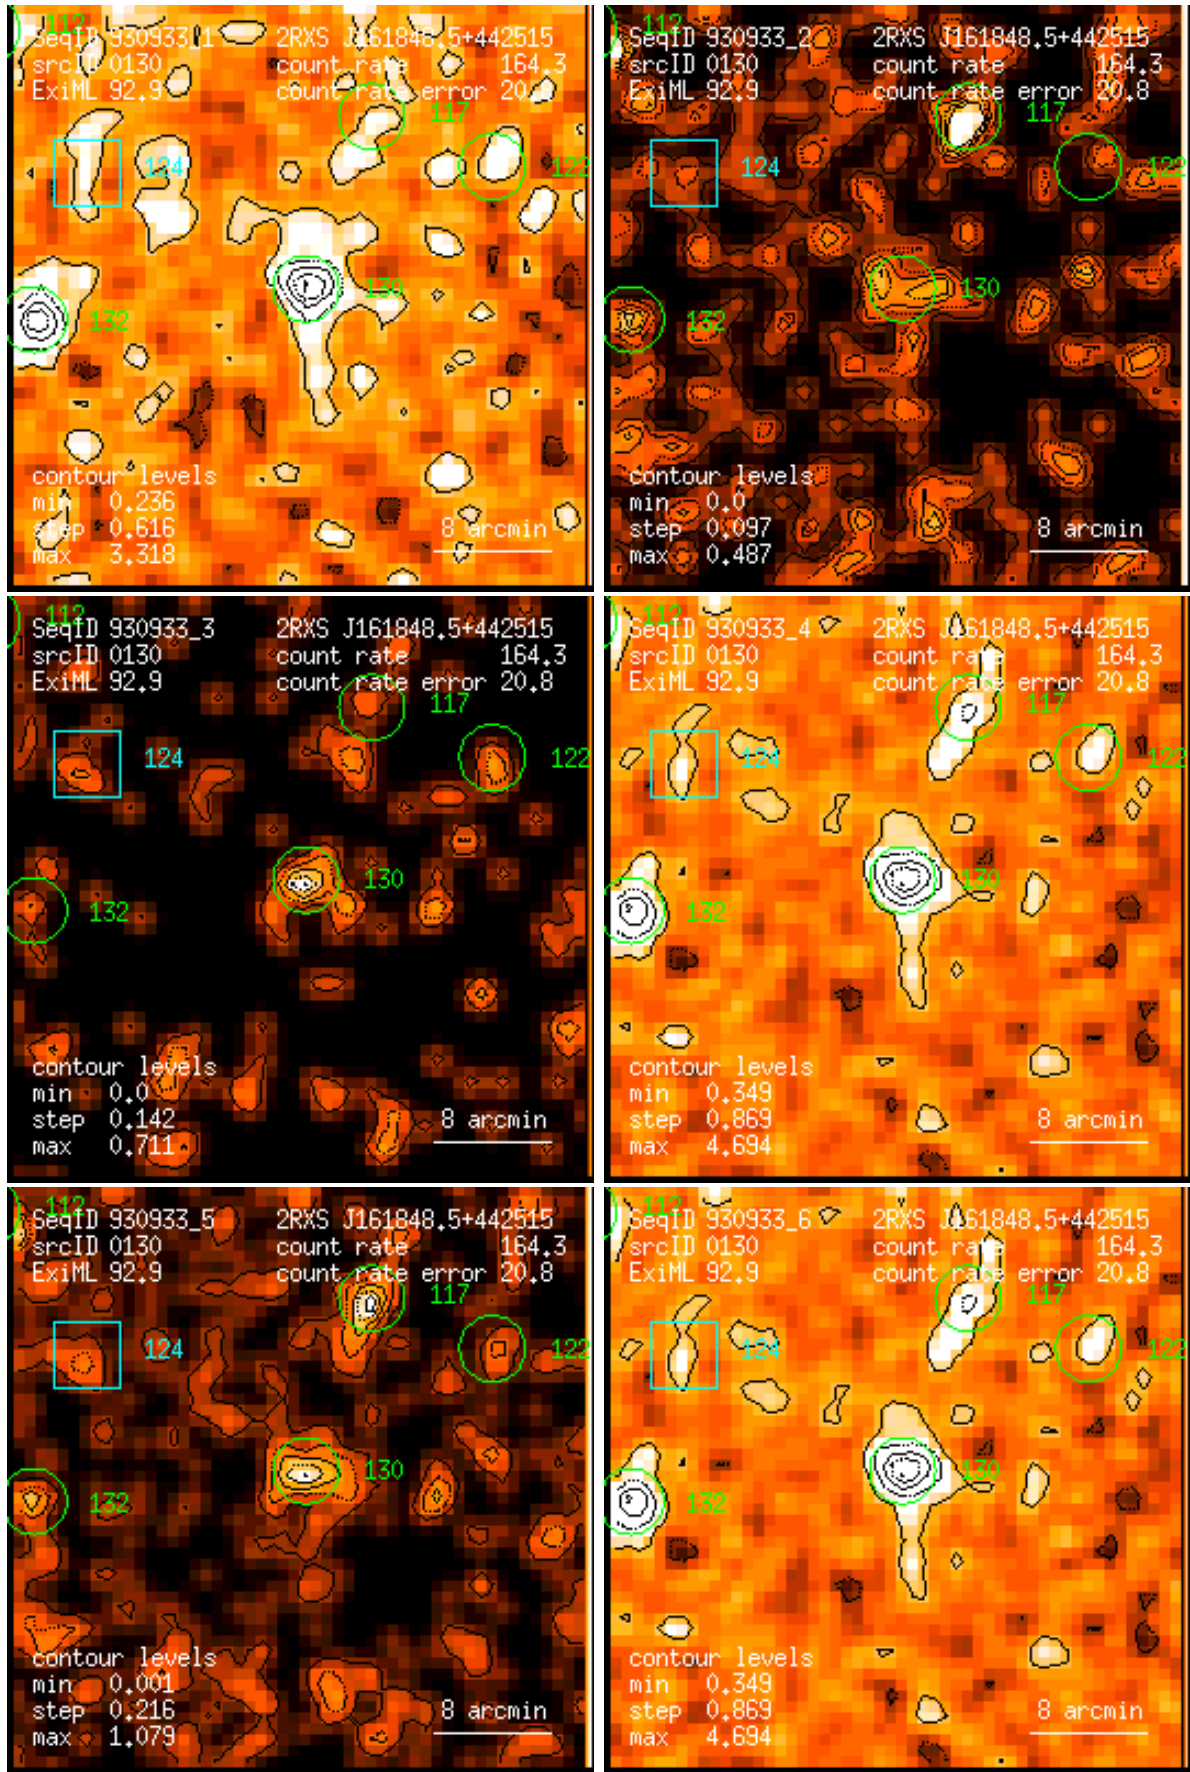 112
SeqID 930933_1 2RXS J161848.5+442515
srcID 0130 count rate 164.3
ExiML 92.9 count rate error 20.8
117
124
122
130
132
contour levels
min 0.236
step 0.616
max 3.318
8 arcmin
112
SeqID 930933_2 2RXS J161848.5+442515
srcID 0130 count rate 164.3
ExiML 92.9 count rate error 20.8
117
124
122
130
132
contour levels
min 0.0
step 0.097
max 0.487
8 arcmin
112
SeqID 930933_3 2RXS J161848.5+442515
srcID 0130 count rate 164.3
ExiML 92.9 count rate error 20.8
117
124
122
130
132
contour levels
min 0.0
step 0.142
max 0.711
8 arcmin
112
SeqID 930933_4 2RXS J161848.5+442515
srcID 0130 count rate 164.3
ExiML 92.9 count rate error 20.8
117
124
122
130
132
contour levels
min 0.349
step 0.869
max 4.694
8 arcmin
112
SeqID 930933_5 2RXS J161848.5+442515
srcID 0130 count rate 164.3
ExiML 92.9 count rate error 20.8
117
124
122
130
132
contour levels
min 0.001
step 0.216
max 1.079
8 arcmin
112
SeqID 930933_6 2RXS J161848.5+442515
srcID 0130 count rate 164.3
ExiML 92.9 count rate error 20.8
117
124
122
130
132
contour levels
min 0.349
step 0.869
max 4.694
8 arcmin